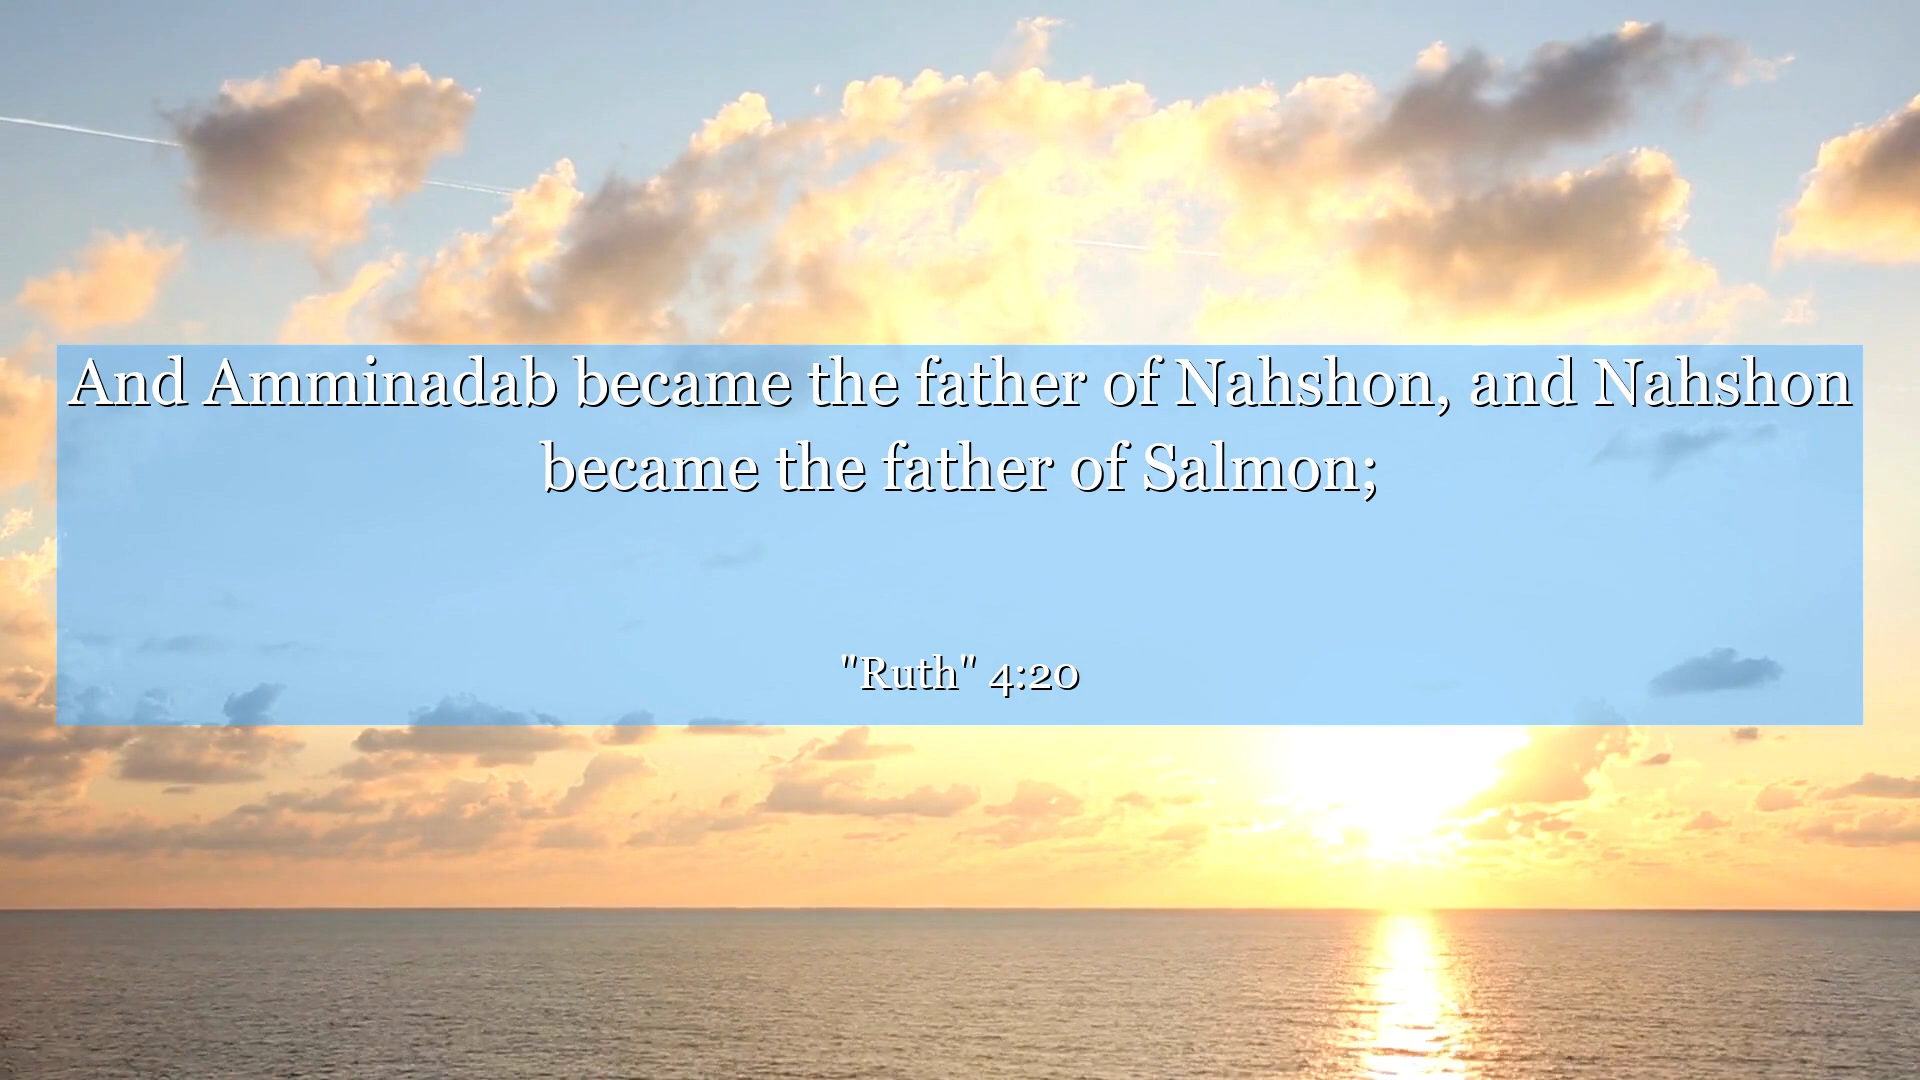 And Amminadab became the father of Nahshon, and Nahshon
became the father of Salmon;
"Ruth" 4:20